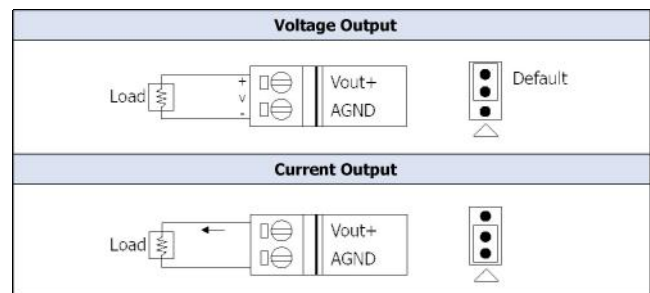 Voltage Output
Load
+
v
-
Vout+
AGND
Default
Current Output
Load
Vout+
AGND